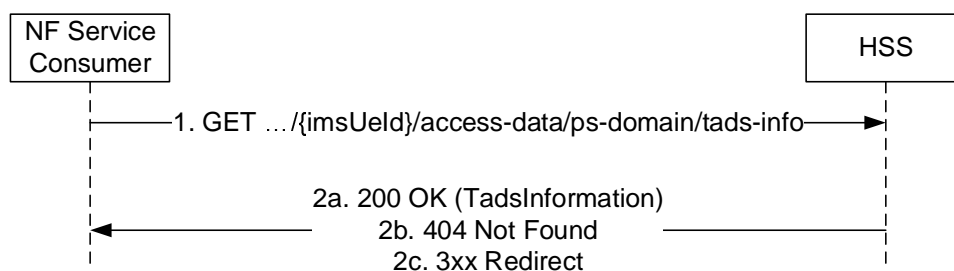 NF Service
Consumer
HSS
1. GET …/{imsUeId}/access-data/ps-domain/tads-info
2a. 200 OK (TadsInformation)
2b. 404 Not Found
2c. 3xx Redirect